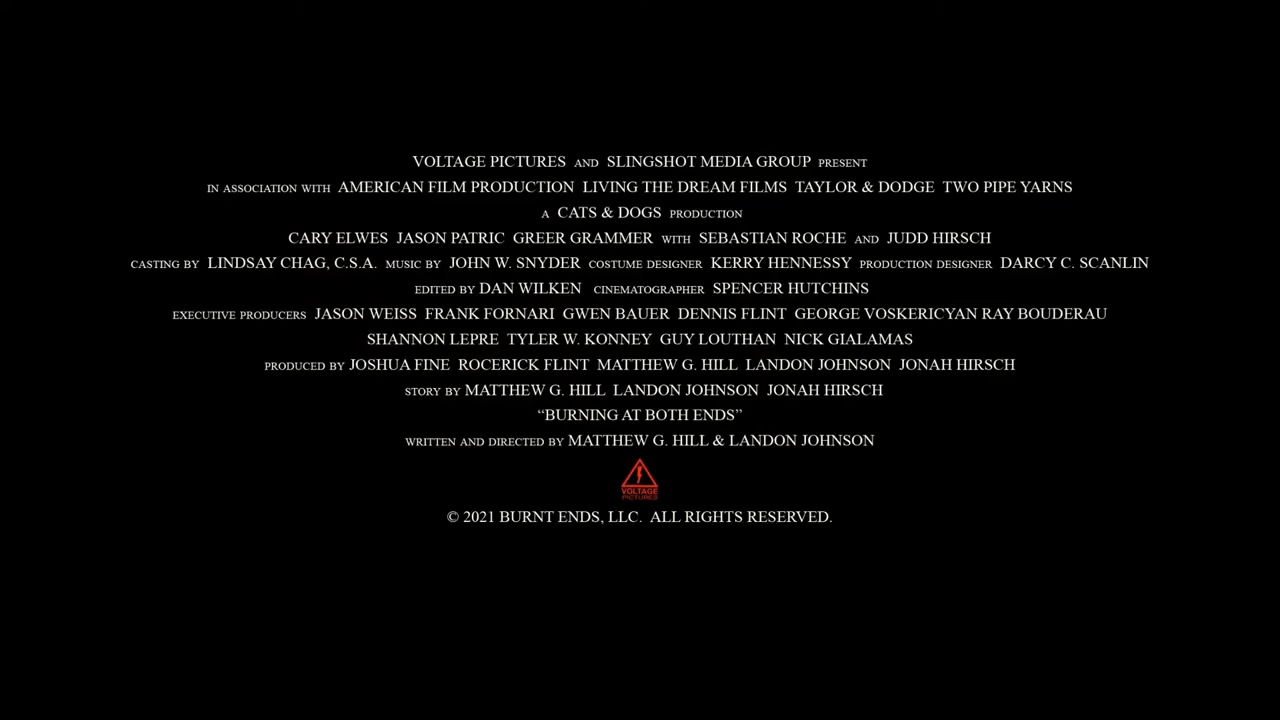 VOLTAGE PICTURES AND SLINGSHOT MEDIA GROUP PRESENT
IN ASSOCIATION WITH AMERICAN FILM PRODUCTION LIVING THE DREAM FILMS TAYLOR & DODGE TWO PIPE YARNS
A CATS & DOGS PRODUCTION
CARY ELWES JASON PATRIC GREER GRAMMER WITH SEBASTIAN ROCHE AND JUDD HIRSCH
CASTING BY LINDSAY CHAG, C.S.A. MUSIC BY JOHN W. SNYDER COSTUME DESIGNER KERRY HENNESSY PRODUCTION DESIGNER DARCY C. SCANLIN
EDITED BY DAN WILKEN CINEMATOGRAPHER SPENCER HUTCHINS
EXECUTIVE PRODUCERS JASON WEISS FRANK FORNARI GWEN BAUER DENNIS FLINT GEORGE VOSKERICYAN RAY BOUDERAU
SHANNON LEPRE TYLER W. KONNEY GUY LOUTHAN NICK GIALAMAS
PRODUCED BY JOSHUA FINE ROCERICK FLINT MATTHEW G. HILL LANDON JOHNSON JONAH HIRSCH
STORY BY MATTHEW G. HILL LANDON JOHNSON JONAH HIRSCH
“BURNING AT BOTH ENDS”
WRITTEN AND DIRECTED BY MATTHEW G. HILL & LANDON JOHNSON
VOLTAGE
PICTURES
© 2021 BURNT ENDS, LLC. ALL RIGHTS RESERVED.